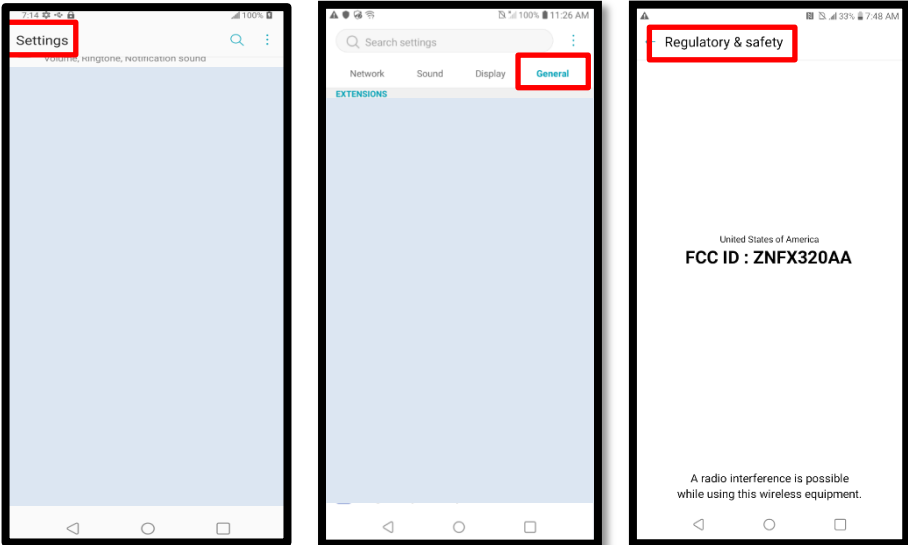 7:14
100%
Settings
Volume, Ringtone, Notification sound
100% 11:26 AM
Search settings
Network Sound Display General
EXTENSIONS
33% 7:48 AM
Regulatory & safety
United States of America
FCC ID : ZNFX320AA
A radio interference is possible
while using this wireless equipment.